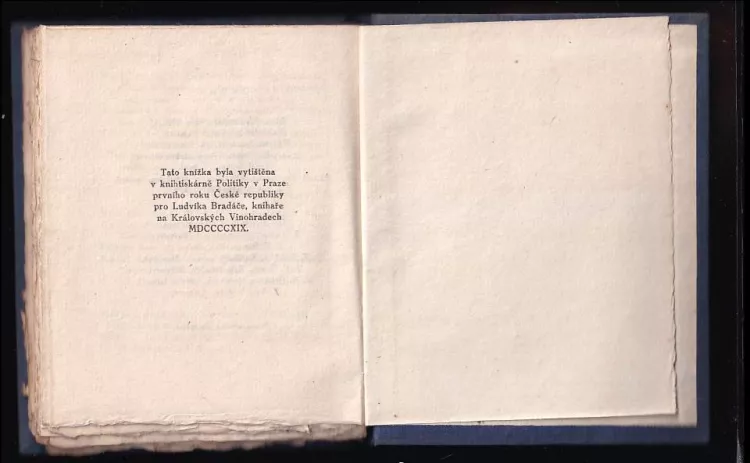 Tato knížka byla vytištěna
v knihtiskárně Politiky v Praze
prvního roku České republiky
pro Ludvíka Bradáče, knihaře
na Královských Vinohradech
MDCCCCXIX.